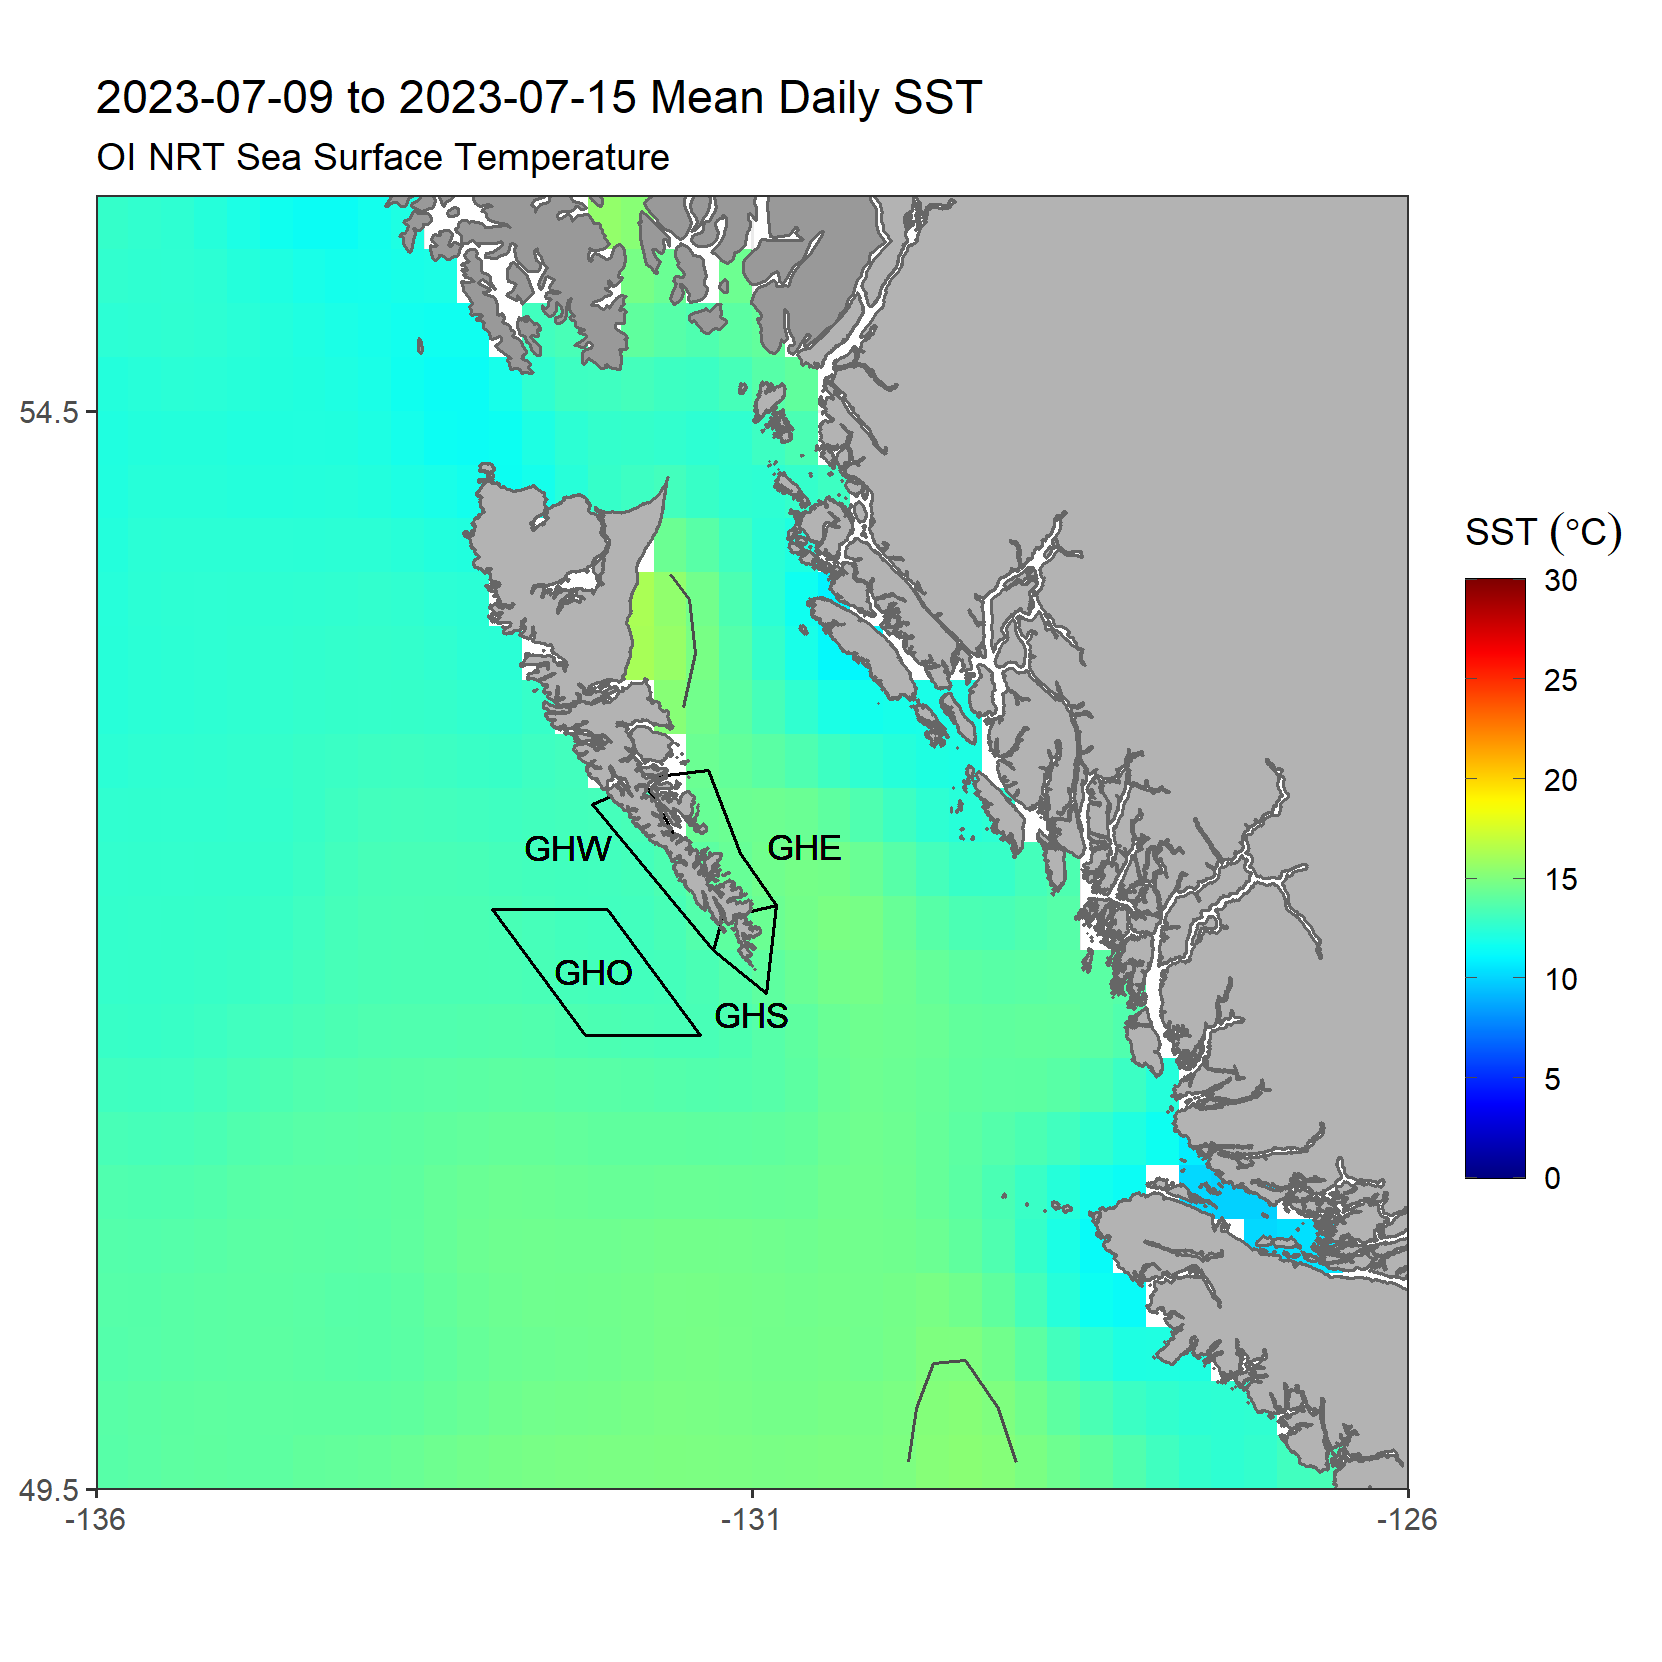 2023-07-09 to 2023-07-15 Mean Daily SST
OI NRT Sea Surface Temperature
54.5
49.5
-136
-131
-126
GHW
GHE
GHO
GHS
SST (°C)
30
25
20
15
10
5
0